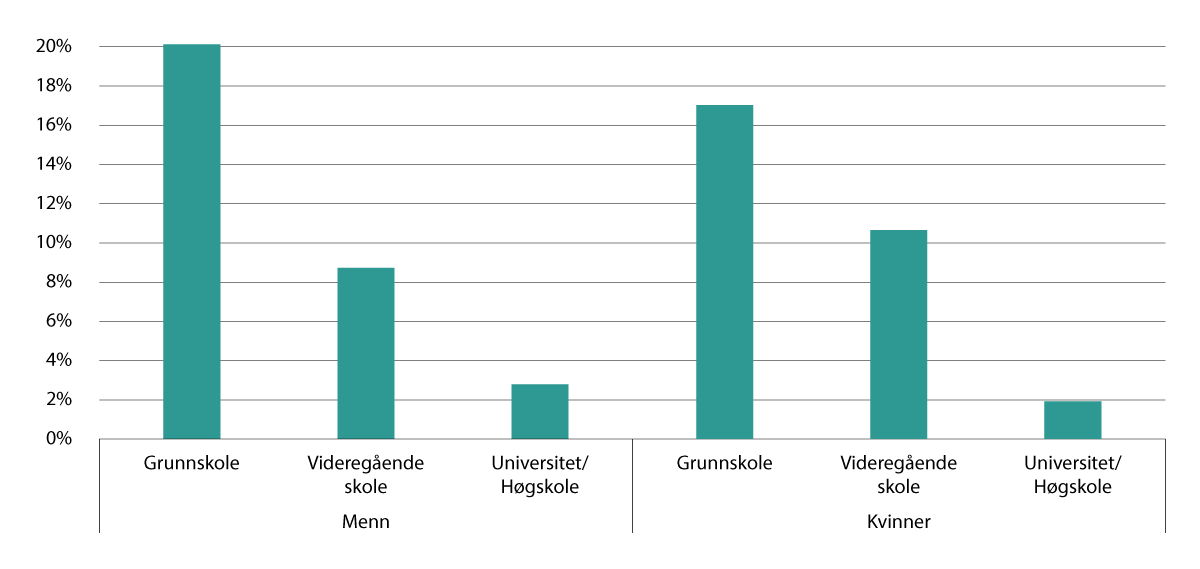 20%
18%
16%
14%
12%
10%
8%
6%
4%
2%
0%
Grunnskole
Videregående
skole
Universitet/
Høgskole
Grunnskole
Videregående
skole
Universitet/
Høgskole
Menn
Kvinner